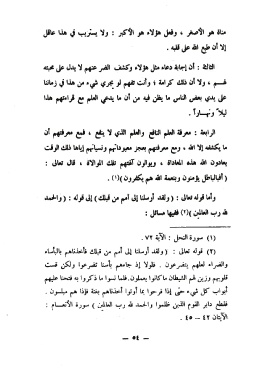 مناة هو الأصغر ، وفعل هؤلاء هو الأكبر : ولا يستريب في هذا عاقل
إلا أن طبع الله على قلبه .
الثالثة : أن إجابة دعاء مثل هؤلاء وكشف الضر عنهم لا يدل على محبته
لهم ، ولا أن ذلك كرامة ، وأنت تفهم لو يجري شيء من هذا في زماننا
على يدي بعض الناس ما يظن فيه من أن ما يدعي العلم مع قراءتهم هذا
ليلاً ونهاراً .
الرابعة : معرفة العلم النافع والعلم الذي لا ينفع ، فمع معرفتهم أن
ما يكشفه إلا الله ، ومع معرفتهم بعجز معبوداتهم ونسيانهم إياها ذلك الوقت
يعادون الله هذه المعاداة ، ويوالون آلهتهم تلك الموالاة ، قال تعالى :
( أفبالباطل يؤمنون وبنعمة الله هم يكفرون )(١) .
وأما قوله تعالى : ( ولقد أرسلنا إلى أمم من قبلك ) إلى قوله : ( والحمد
لله رب العالمين )(٢) ففيها مسائل :
(١) سورة النحل : الآية ٧٢ .
(٢) قوله تعالى : ( ولقد أرسلنا إلى أمم من قبلك فأخذناهم بالبأساء
والضراء لعلهم يتضرعون . فلولا إذ جاءهم بأسنا تضرعوا ولكن قست
قلوبهم وزين لهم الشيطان ما كانوا يعملون. فلما نسوا ما ذكروا به فتحنا عليهم
أبواب كل شيء حتى إذا فرحوا بما أوتوا أخذناهم بغتة فإذا هم مبلسون .
فقطع دابر القوم الذين ظلموا والحمد لله رب العالمين ) سورة الأنعام :
الآيتان ٤٢ – ٤٥ .
– ٥٤ –